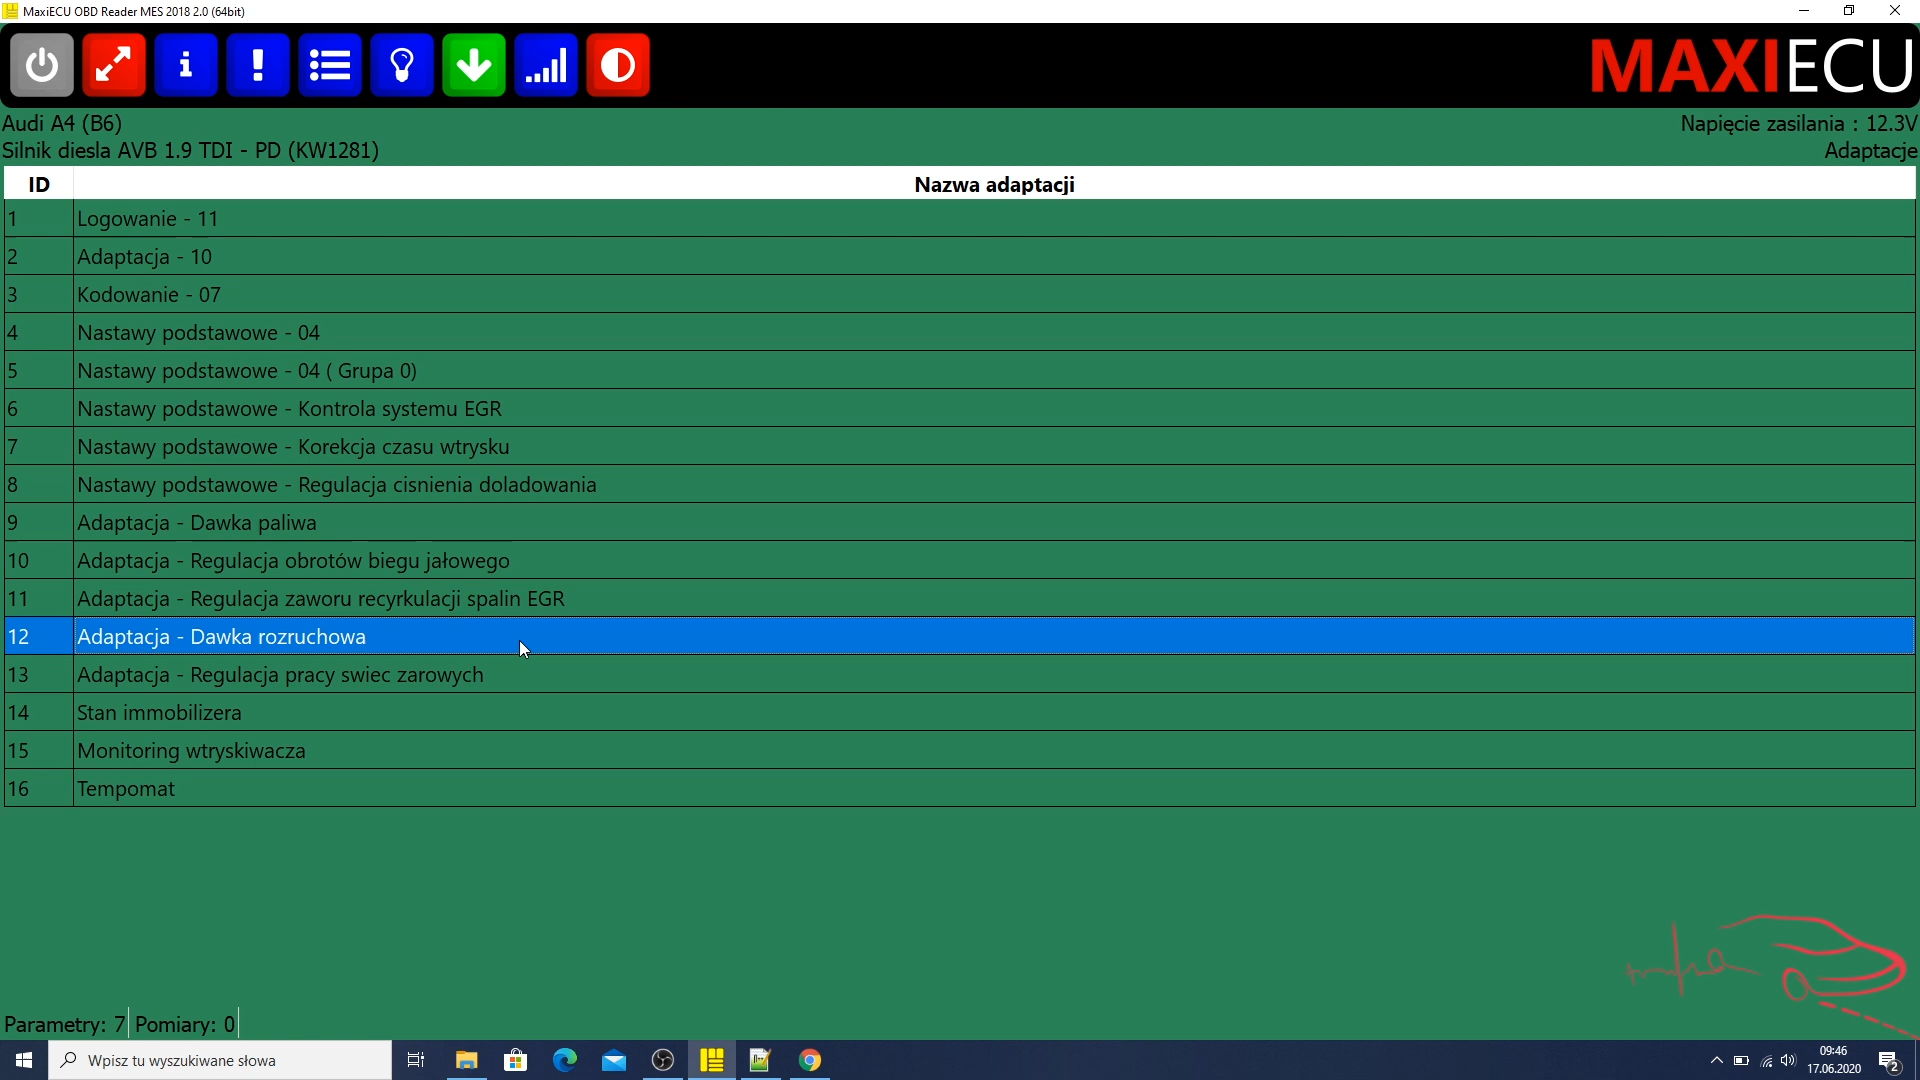 MaxiECU OBD Reader MES 2018 2.0 (64bit)
MAXIECU
Audi A4 (B6)
Napięcie zasilania : 12.3V
Silnik diesla AVB 1.9 TDI - PD (KW1281)
Adaptacje
ID Nazwa adaptacji
1 Logowanie - 11
2 Adaptacja - 10
3 Kodowanie - 07
4 Nastawy podstawowe - 04
5 Nastawy podstawowe - 04 ( Grupa 0)
6 Nastawy podstawowe - Kontrola systemu EGR
7 Nastawy podstawowe - Korekcja czasu wtrysku
8 Nastawy podstawowe - Regulacja cisnienia doladowania
9 Adaptacja - Dawka paliwa
10 Adaptacja - Regulacja obrotów biegu jałowego
11 Adaptacja - Regulacja zaworu recyrkulacji spalin EGR
12 Adaptacja - Dawka rozruchowa
13 Adaptacja - Regulacja pracy swiec zarowych
14 Stan immobilizera
15 Monitoring wtryskiwacza
16 Tempomat
Parametry: 7 Pomiary: 0
Wpisz tu wyszukiwane słowa
09:46
17.06.2020
2